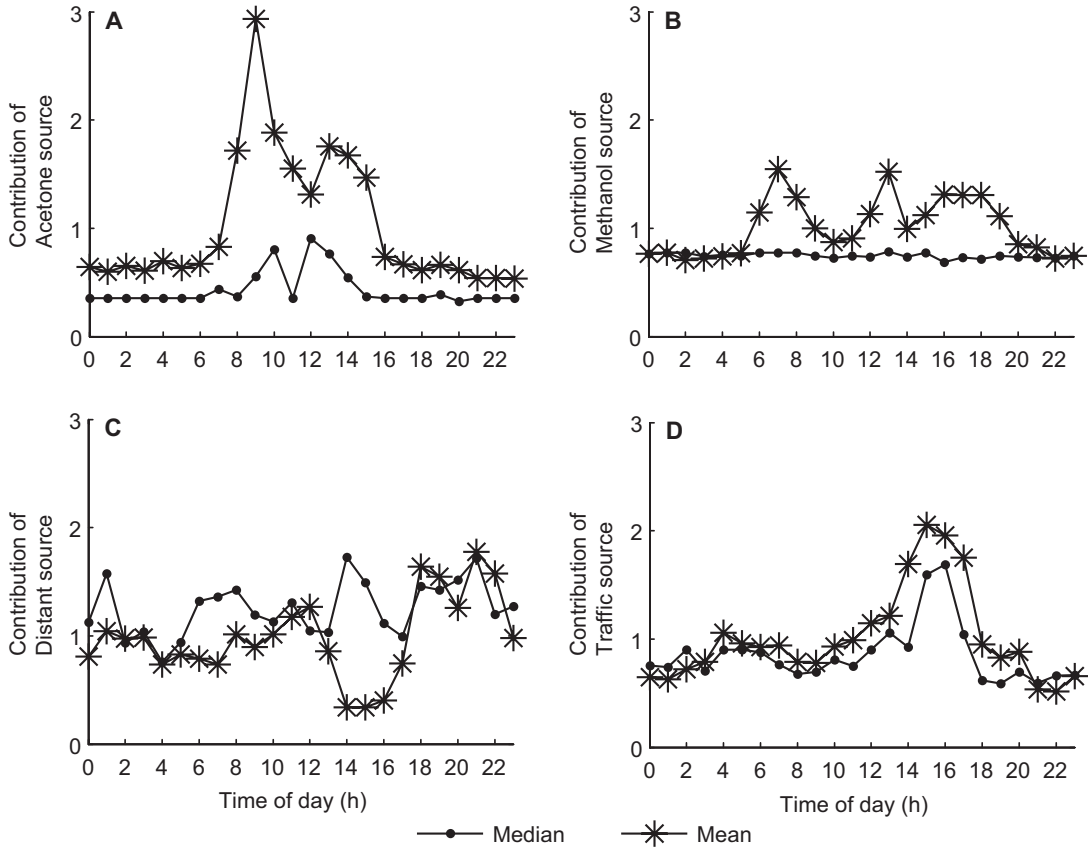 A
3
2
1
0
Contribution of
Acetone source
0 2 4 6 8 10 12 14 16 18 20 22
B
3
2
1
0
Contribution of
Methanol source
0 2 4 6 8 10 12 14 16 18 20 22
C
3
2
1
0
Contribution of
Distant source
0 2 4 6 8 10 12 14 16 18 20 22
Time of day (h)
D
3
2
1
0
Contribution of
Traffic source
0 2 4 6 8 10 12 14 16 18 20 22
Time of day (h)
Median Mean